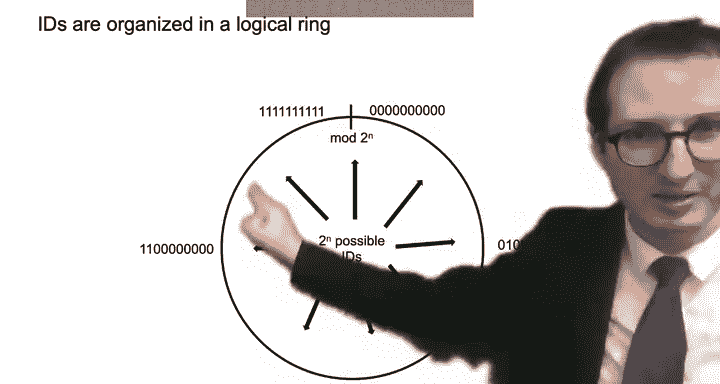 IDs are organized in a logical ring
1111111111 0000000000
mod 2ⁿ
2ⁿ possible
IDs
1100000000
010